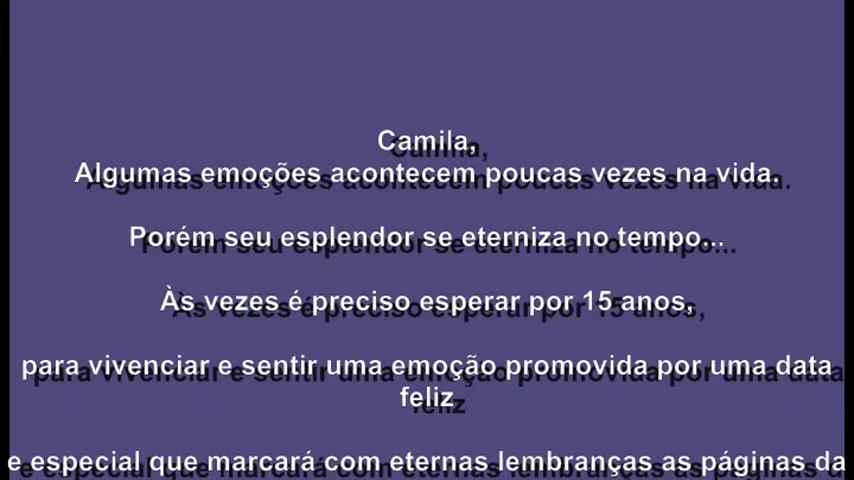 Camila,
Algumas emoções acontecem poucas vezes na vida.
Porém seu esplendor se eterniza no tempo...
Às vezes é preciso esperar por 15 anos,
para vivenciar e sentir uma emoção promovida por uma data
feliz
e especial que marcará com eternas lembranças as páginas da